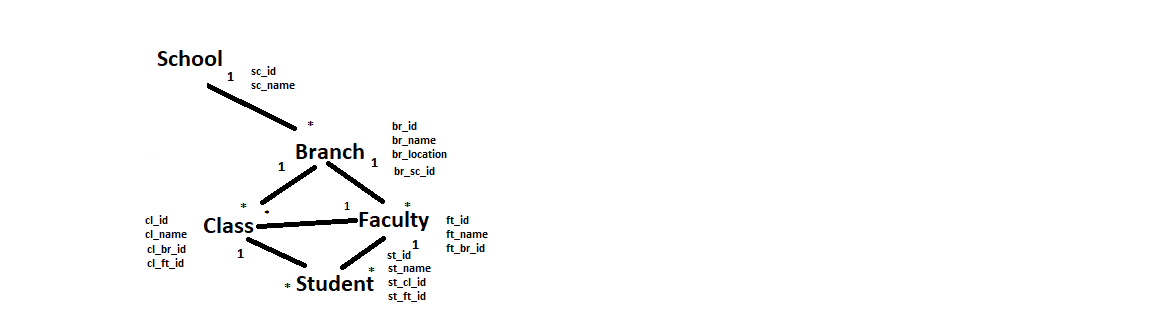 School
1
sc_id
sc_name
*
br_id
br_name
br_location
br_sc_id
Branch
1
1
*
*
*
1
cl_id
cl_name
cl_br_id
cl_ft_id
Class
Faculty
ft_id
ft_name
ft_br_id
1
1
st_id
st_name
st_cl_id
st_ft_id
*
* Student